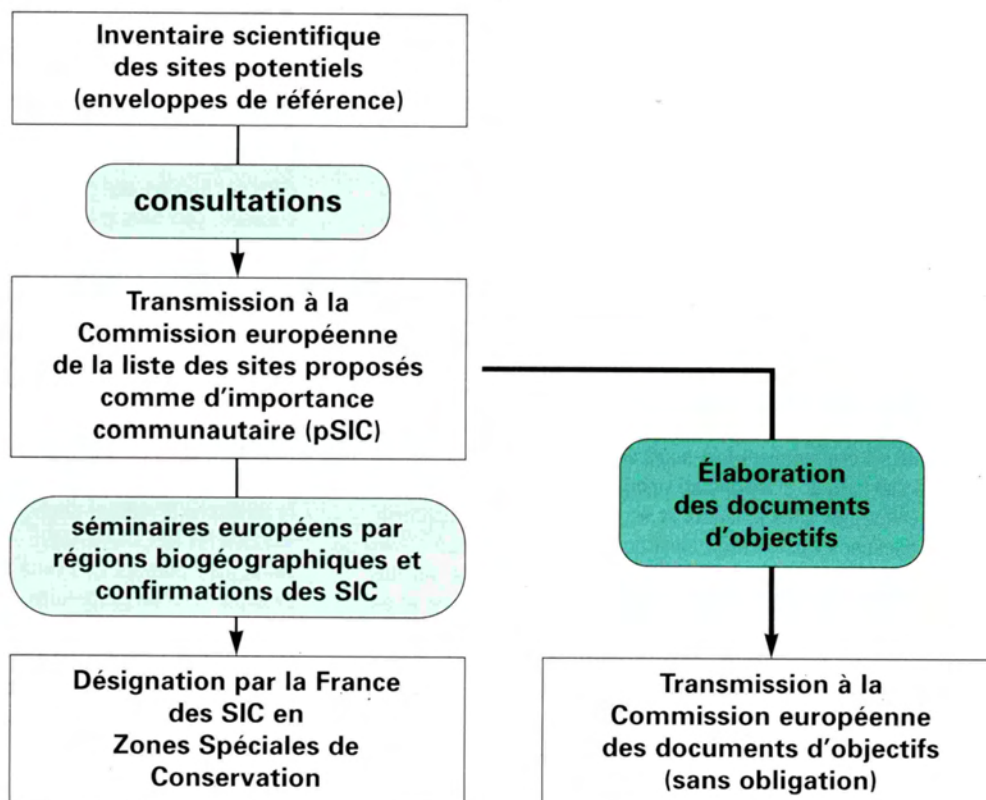 Inventaire scientifique
des sites potentiels
(enveloppes de référence)
consultations
Transmission à la
Commission européenne
de la liste des sites proposés
comme d'importance
communautaire (pSIC)
séminaires européens par
régions biogéographiques et
confirmations des SIC
Désignation par la France
des SIC en
Zones Spéciales de
Conservation
Élaboration
des documents
d'objectifs
Transmission à la
Commission européenne
des documents d'objectifs
(sans obligation)